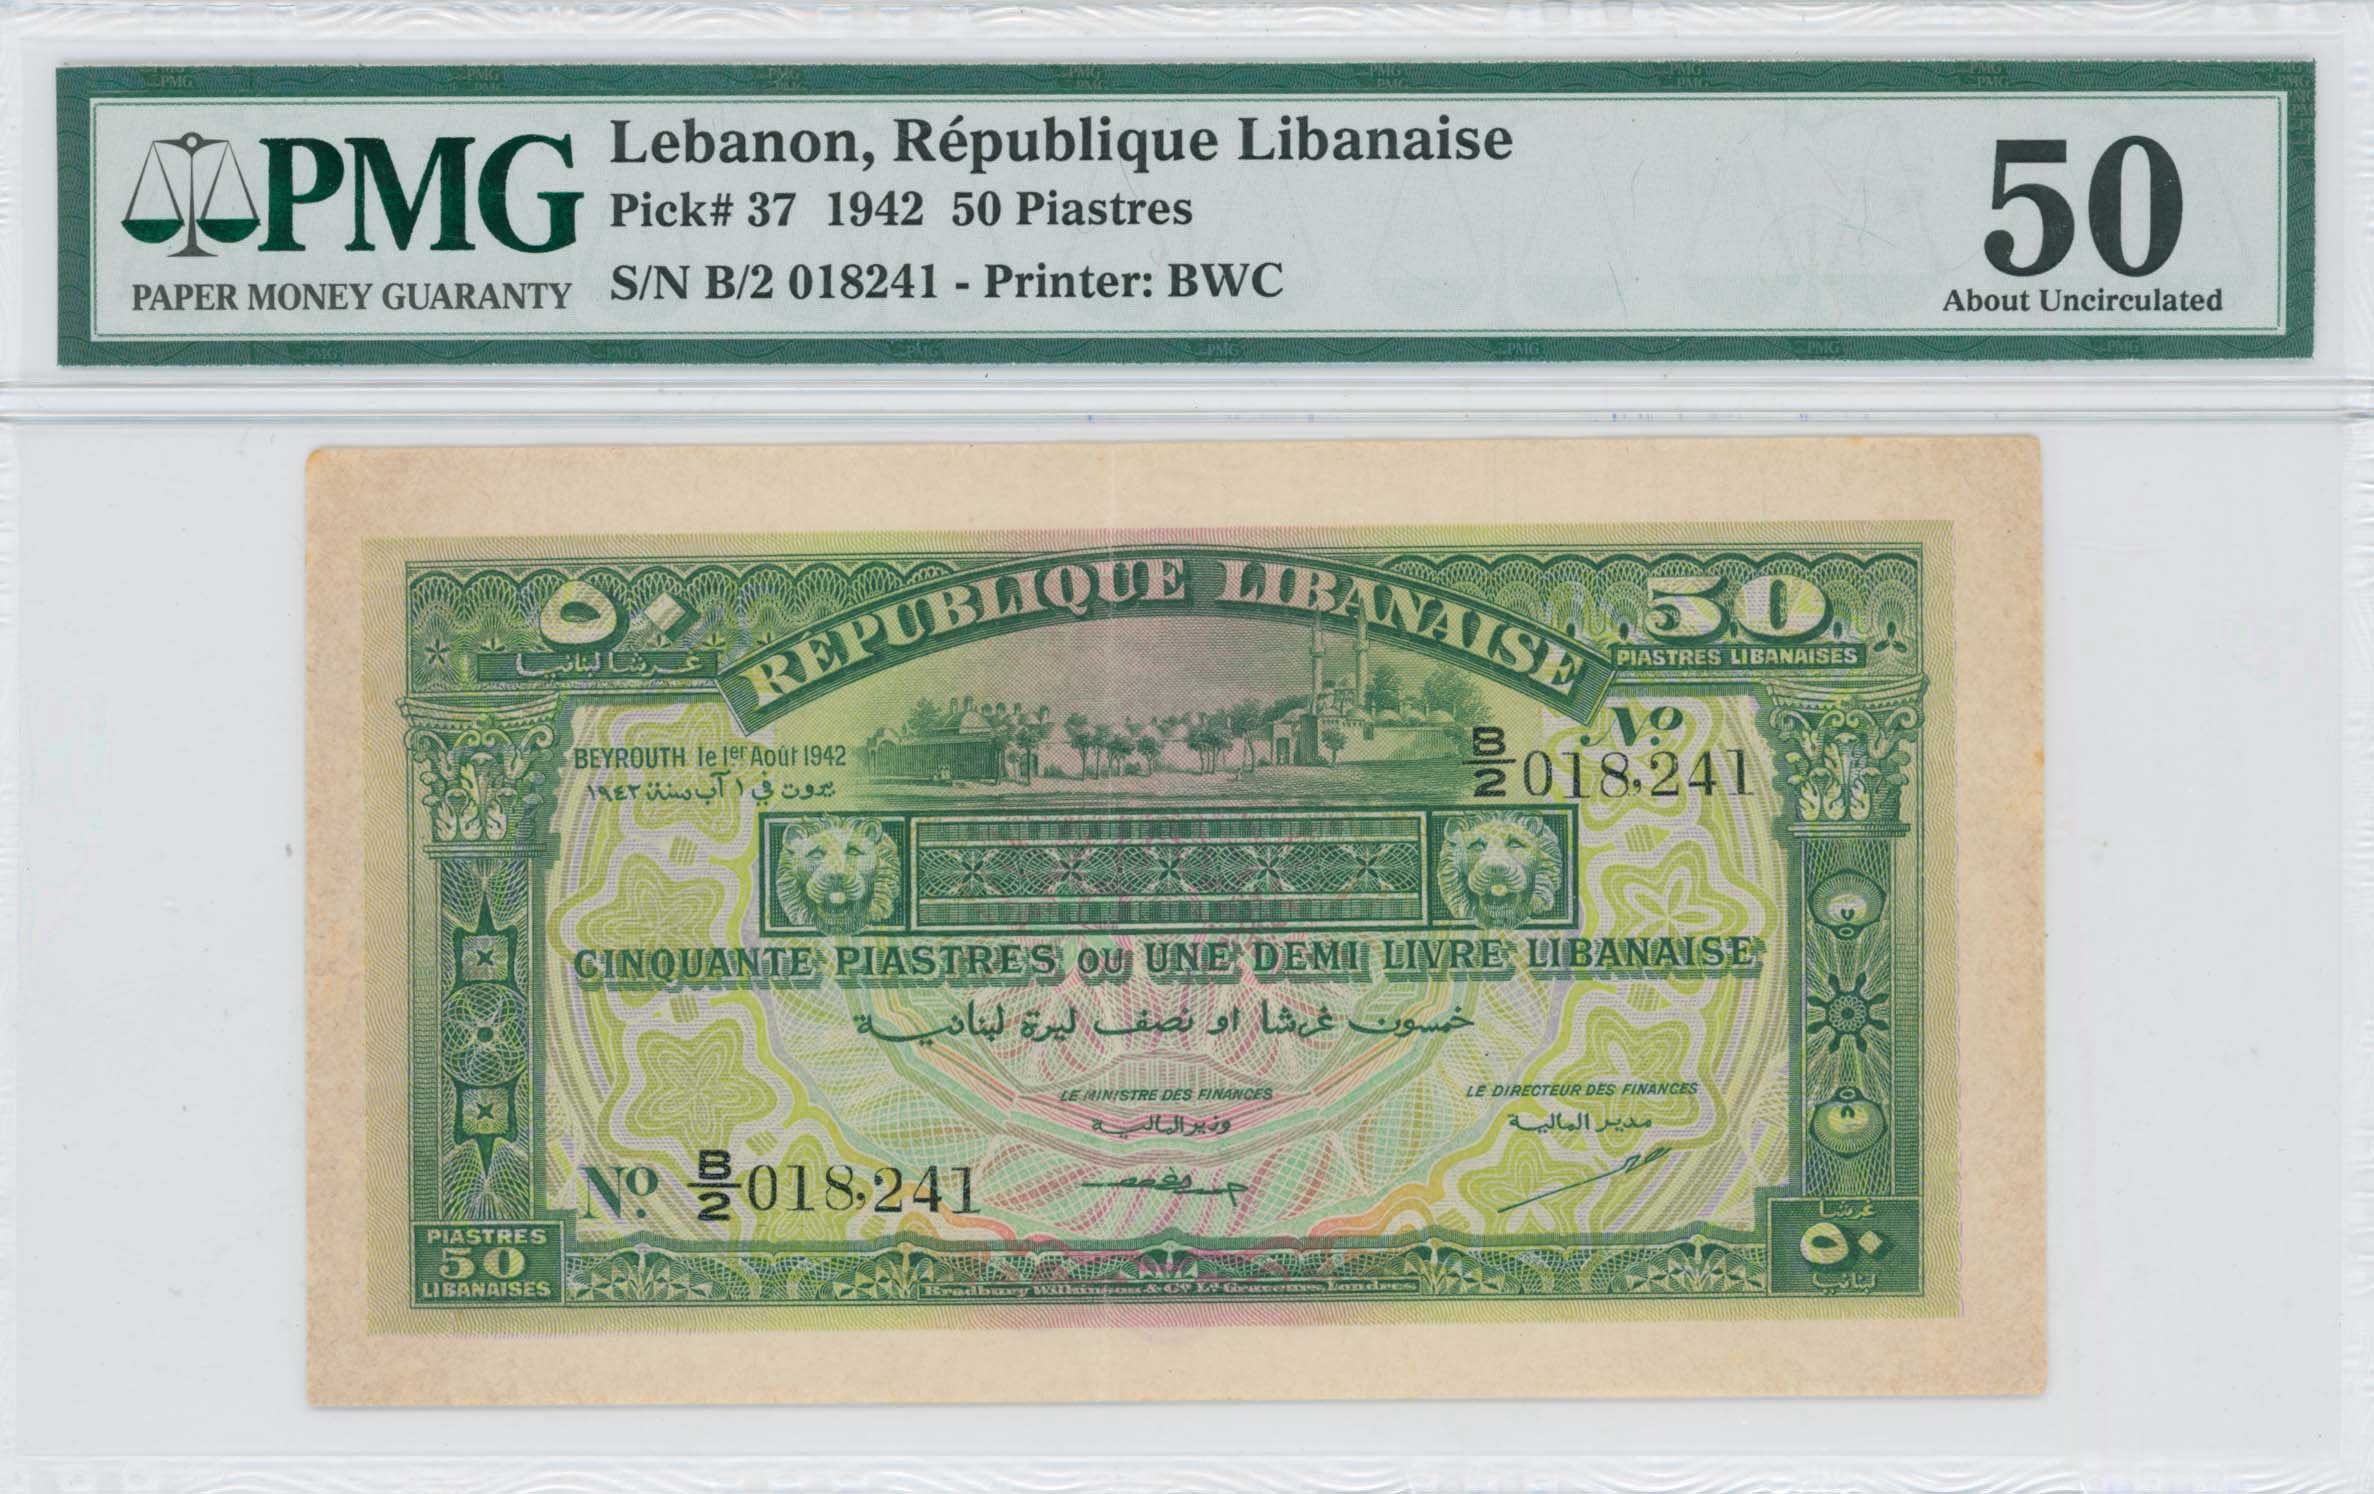 PMG
PAPER MONEY GUARANTY
Lebanon, République Libanaise
Pick# 37 1942 50 Piastres
S/N B/2 018241 - Printer: BWC
50
About Uncirculated
RÉPUBLIQUE LIBANAISE
٥٠
غرشا لبنانيا
50
PIASTRES LIBANAISES
BEYROUTH le 1er Août 1942
بيروت في ١ آب سنة ١٩٤٢
No. B/2 018,241
CINQUANTE PIASTRES OU UNE DEMI LIVRE LIBANAISE
خمسون غرشا او نصف ليرة لبنانية
LE MINISTRE DES FINANCES
وزير المالية
LE DIRECTEUR DES FINANCES
مدير المالية
No. B/2 018,241
PIASTRES
50
LIBANAISES
غرشا
٥٠
لبنانيا
Bradbury Wilkinson & Co. Ld. Graveurs, Londres